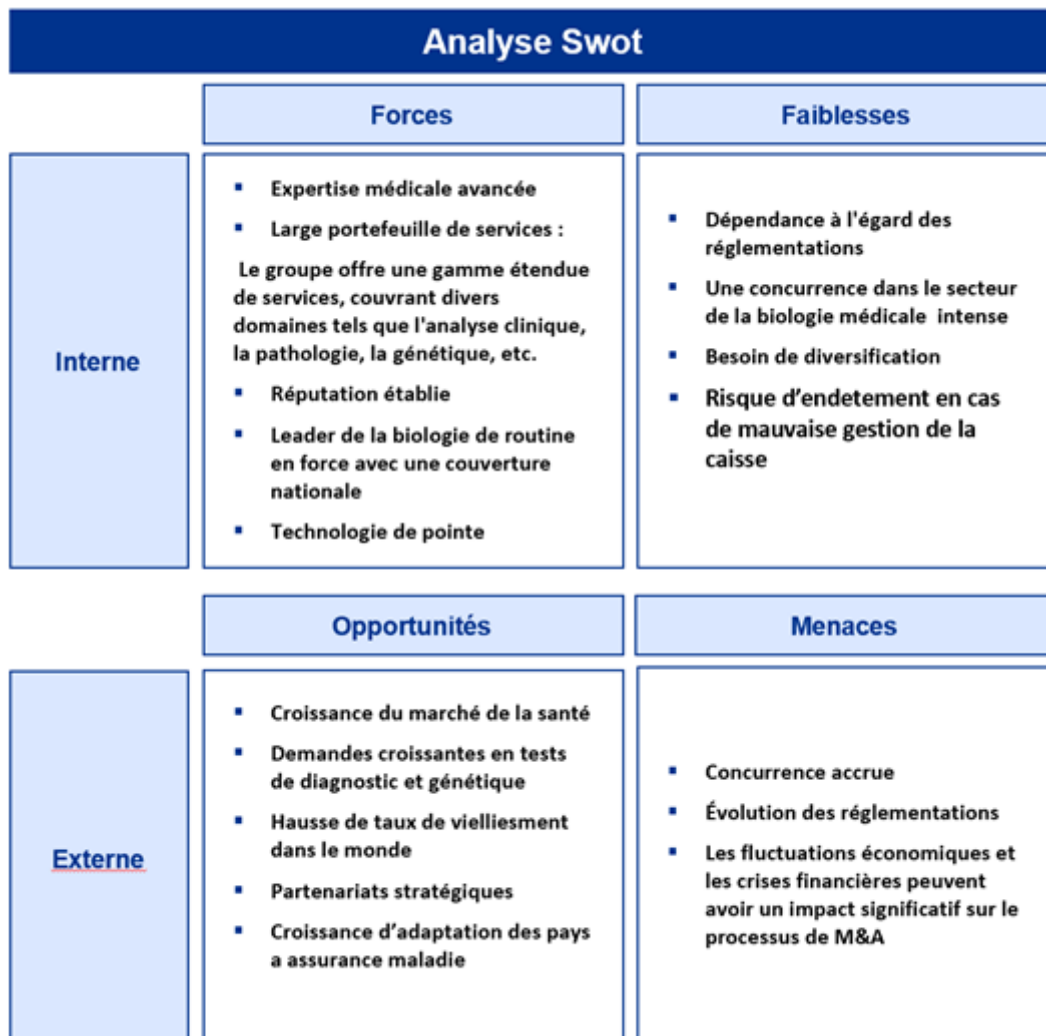 Analyse Swot
Forces
Faiblesses
Interne
▪ Expertise médicale avancée
▪ Large portefeuille de services :
Le groupe offre une gamme étendue
de services, couvrant divers
domaines tels que l'analyse clinique,
la pathologie, la génétique, etc.
▪ Réputation établie
▪ Leader de la biologie de routine
en force avec une couverture
nationale
▪ Technologie de pointe
▪ Dépendance à l'égard des
réglementations
▪ Une concurrence dans le secteur
de la biologie médicale intense
▪ Besoin de diversification
▪ Risque d’endetement en cas
de mauvaise gestion de la
caisse
Opportunités
Menaces
Externe
▪ Croissance du marché de la santé
▪ Demandes croissantes en tests
de diagnostic et génétique
▪ Hausse de taux de vielliesment
dans le monde
▪ Partenariats stratégiques
▪ Croissance d’adaptation des pays
a assurance maladie
▪ Concurrence accrue
▪ Évolution des réglementations
▪ Les fluctuations économiques et
les crises financières peuvent
avoir un impact significatif sur le
processus de M&A